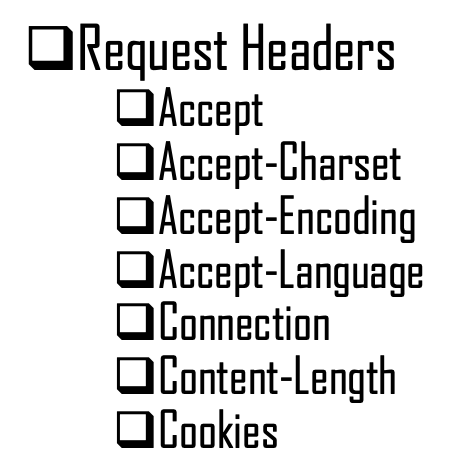 Request Headers
Accept
Accept-Charset
Accept-Encoding
Accept-Language
Connection
Content-Length
Cookies